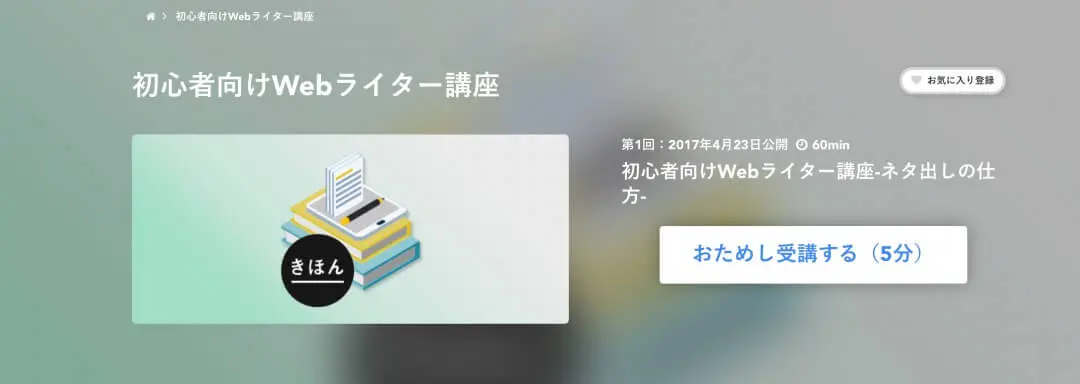 初心者向けWebライター講座
初心者向けWebライター講座
お気に入り登録
第1回：2017年4月23日公開 60min
初心者向けWebライター講座-ネタ出しの仕
方-
きほん
おためし受講する（5分）